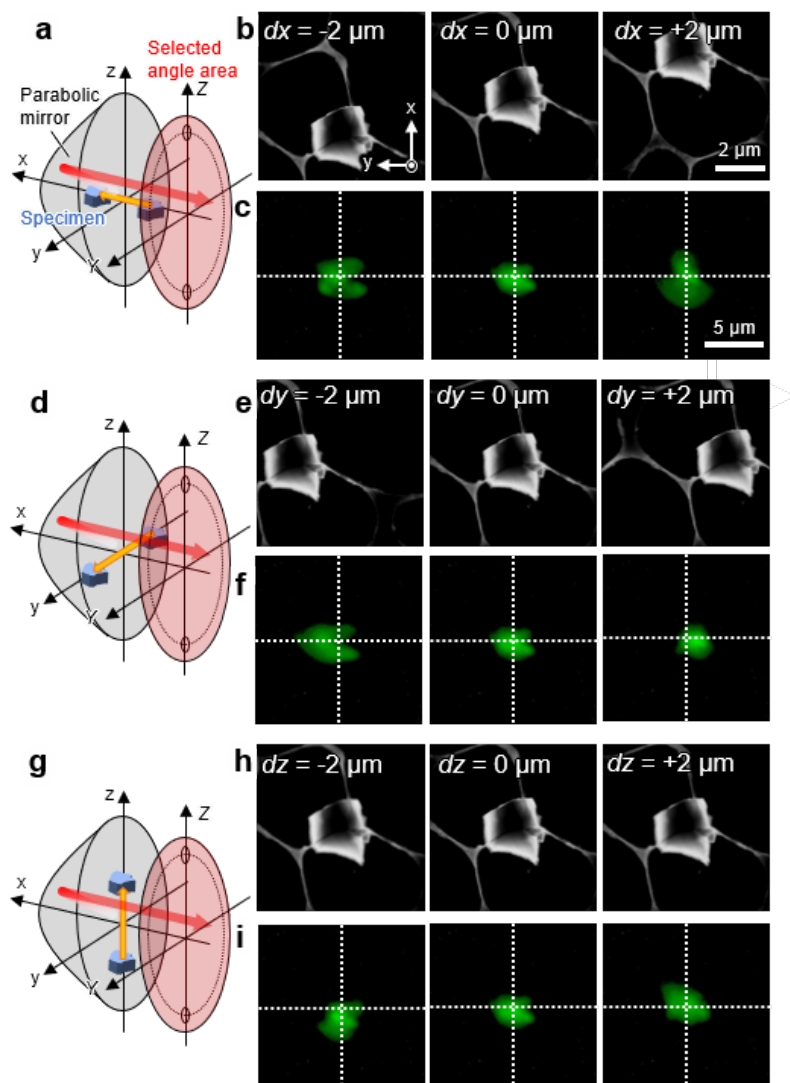 a
Selected
angle area
z
Z
Parabolic
mirror
x
Specimen
y
Y
b
dx = -2 µm
dx = 0 µm
dx = +2 µm
x
y
2 µm
c
5 µm
d
z
Z
x
y
Y
e
dy = -2 µm
dy = 0 µm
dy = +2 µm
f
g
z
Z
x
y
Y
h
dz = -2 µm
dz = 0 µm
dz = +2 µm
i